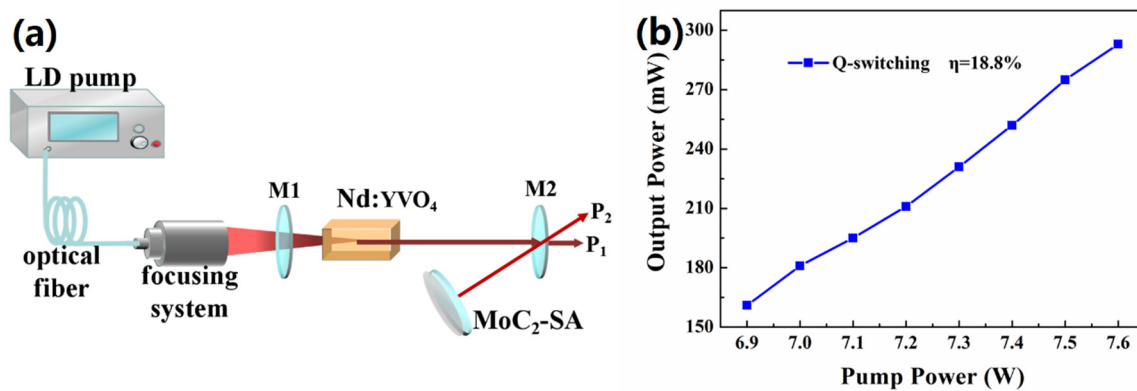 (a)
LD pump
M1
Nd:YVO₄
M2
P₂
P₁
optical
fiber
focusing
system
MoC₂-SA
(b)
Q-switching η=18.8%
Output Power (mW)
300
270
240
210
180
150
6.9 7.0 7.1 7.2 7.3 7.4 7.5 7.6
Pump Power (W)